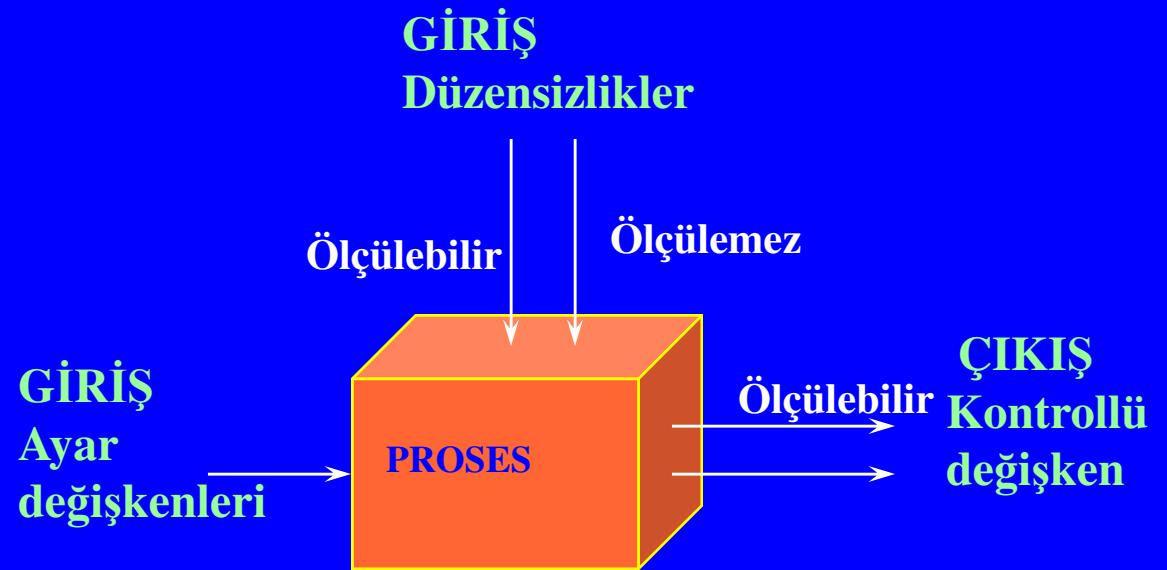 GİRİŞ
Düzensizlikler
Ölçülebilir
Ölçülemez
GİRİŞ
Ayar
değişkenleri
PROSES
Ölçülebilir
ÇIKIŞ
Kontrollü
değişken